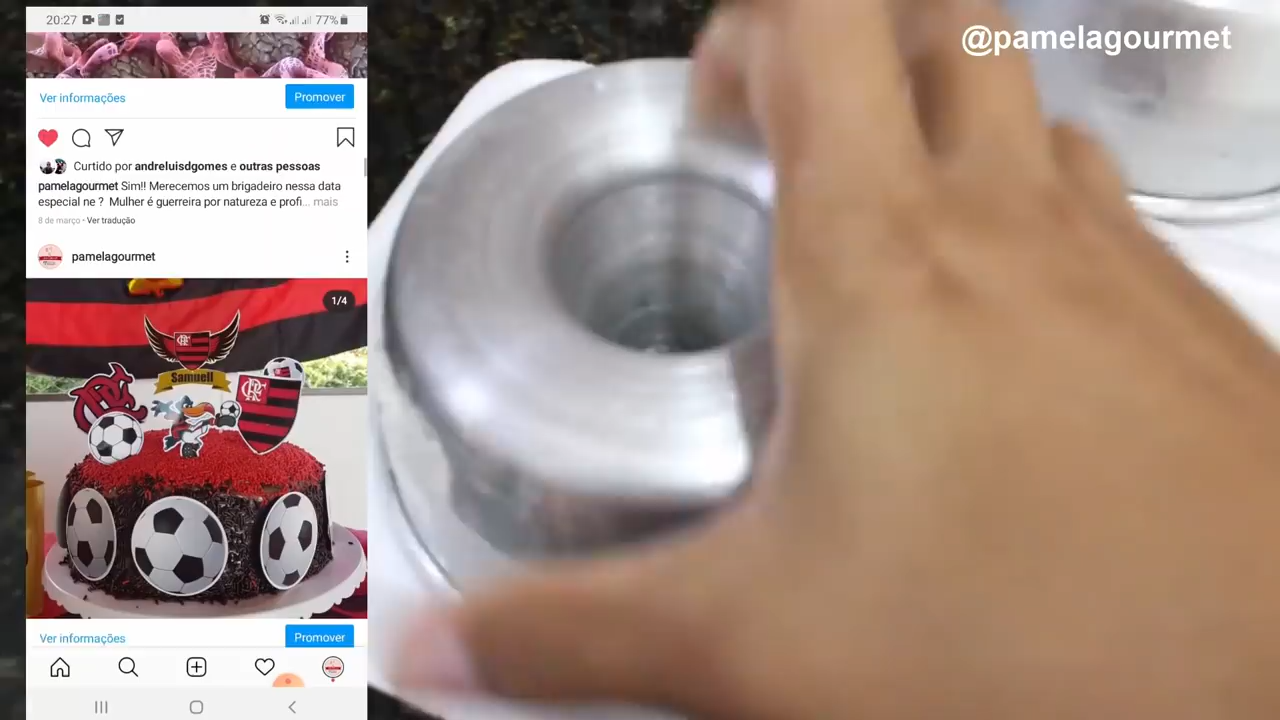 20:27
77%
@pamelagourmet
Ver informações
Promover
Curtido por andreluisdgomes e outras pessoas
pamelagourmet Sim!! Merecemos um brigadeiro nessa data
especial ne ? Mulher é guerreira por natureza e profi... mais
8 de março • Ver tradução
pamelagourmet
1/4
Samuell
Ver informações
Promover